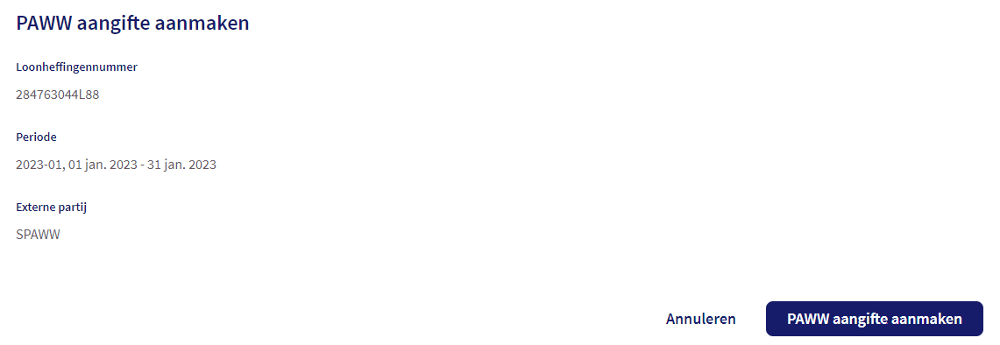 PAWW aangifte aanmaken
Loonheffingennummer
284763044L88
Periode
2023-01, 01 jan. 2023 - 31 jan. 2023
Externe partij
SPAWW
Annuleren
PAWW aangifte aanmaken